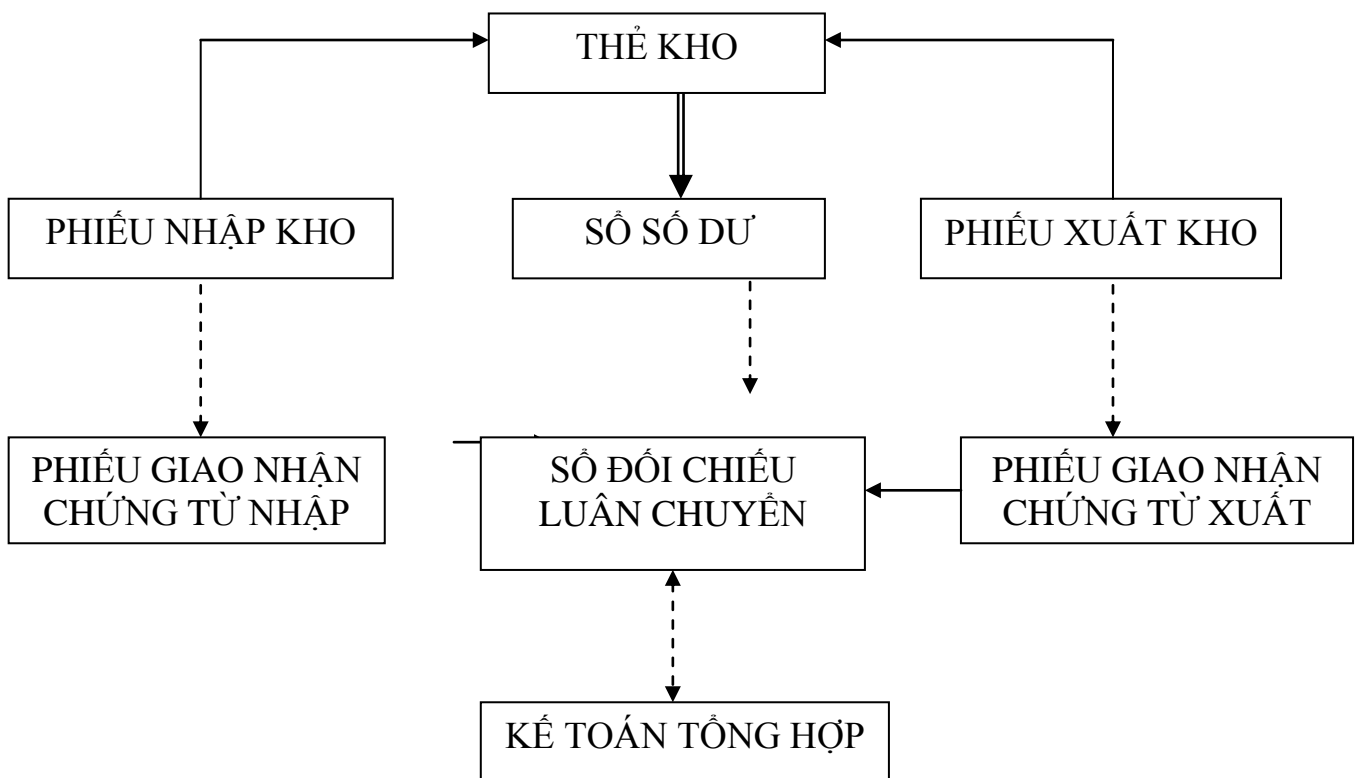 THẺ KHO
PHIẾU NHẬP KHO
SỔ SỐ DƯ
PHIẾU XUẤT KHO
PHIẾU GIAO NHẬN
CHỨNG TỪ NHẬP
SỔ ĐỐI CHIẾU
LUÂN CHUYỂN
PHIẾU GIAO NHẬN
CHỨNG TỪ XUẤT
KẾ TOÁN TỔNG HỢP